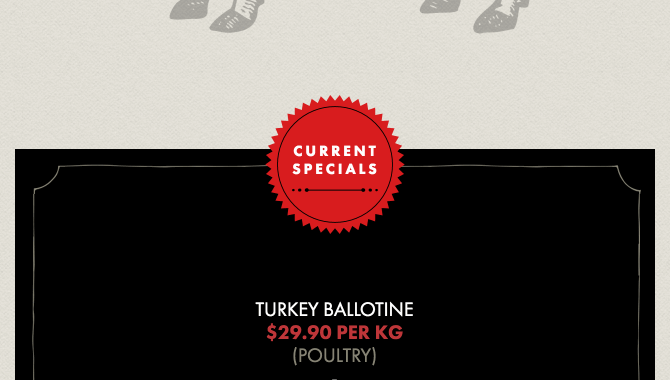 CURRENT
SPECIALS
TURKEY BALLOTINE
$29.90 PER KG
(POULTRY)